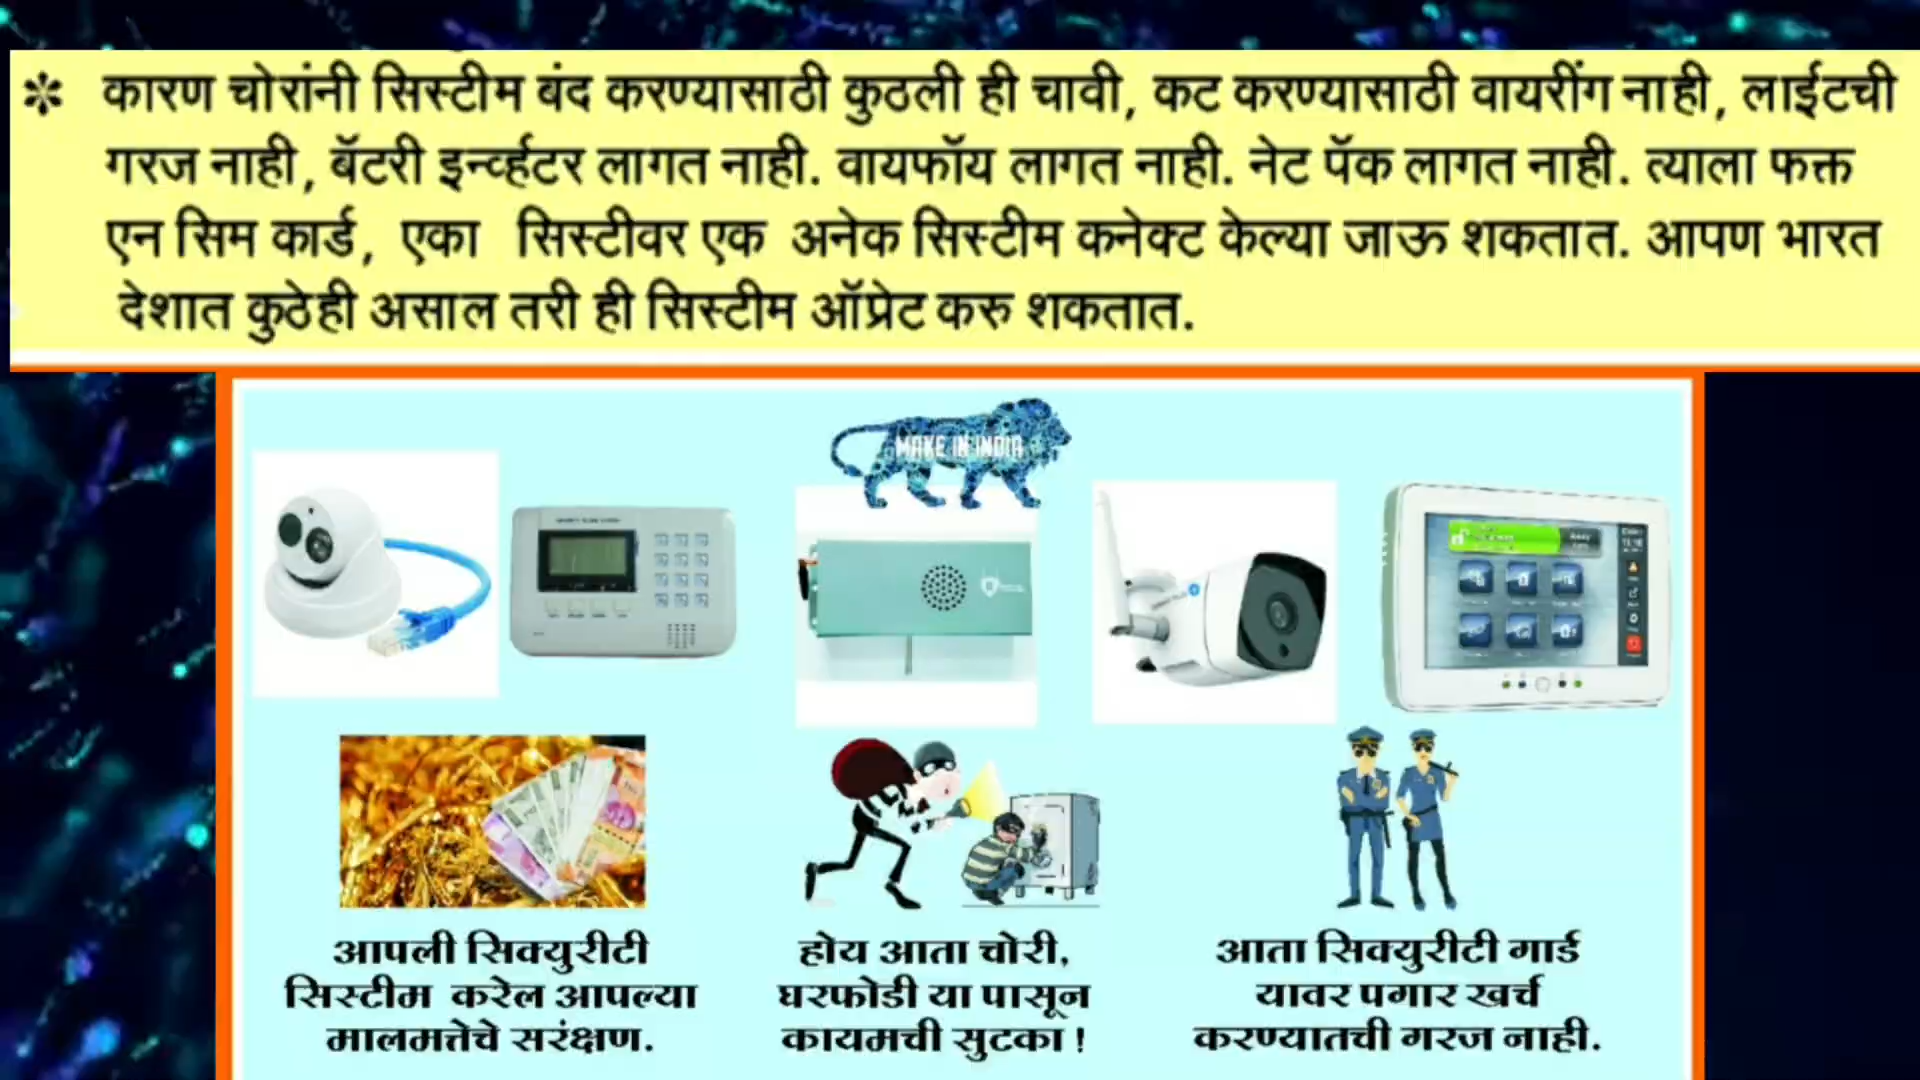 ✻ कारण चोरांनी सिस्टीम बंद करण्यासाठी कुठली ही चावी, कट करण्यासाठी वायरींग नाही, लाईटची
गरज नाही, बॅटरी इन्व्हर्टर लागत नाही. वायफॉय लागत नाही. नेट पॅक लागत नाही. त्याला फक्त
एन सिम कार्ड, एका सिस्टीवर एक अनेक सिस्टीम कनेक्ट केल्या जाऊ शकतात. आपण भारत
देशात कुठेही असाल तरी ही सिस्टीम ऑप्रेट करु शकतात.
MAKE IN INDIA
आपली सिक्युरीटी
सिस्टीम करेल आपल्या
मालमत्तेचे सरंक्षण.
होय आता चोरी,
घरफोडी या पासून
कायमची सुटका !
आता सिक्युरीटी गार्ड
यावर पगार खर्च
करण्यातची गरज नाही.